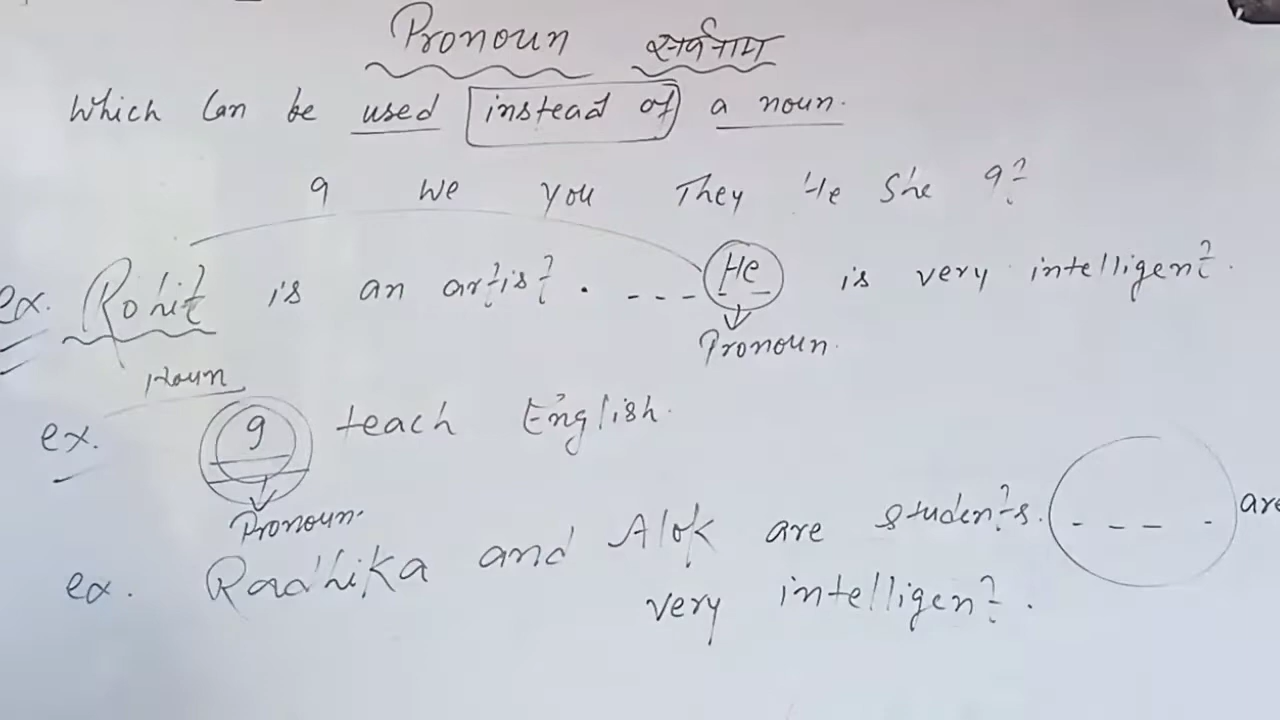 Pronoun सर्वनाम
Which can be used instead of a noun.
I We You They He She It
ex. Rohit is an artist. ---- He is very intelligent.
Pronoun.
Noun
ex. I teach English.
Pronoun.
ex. Radhika and Alok are students. ---- are
very intelligent.